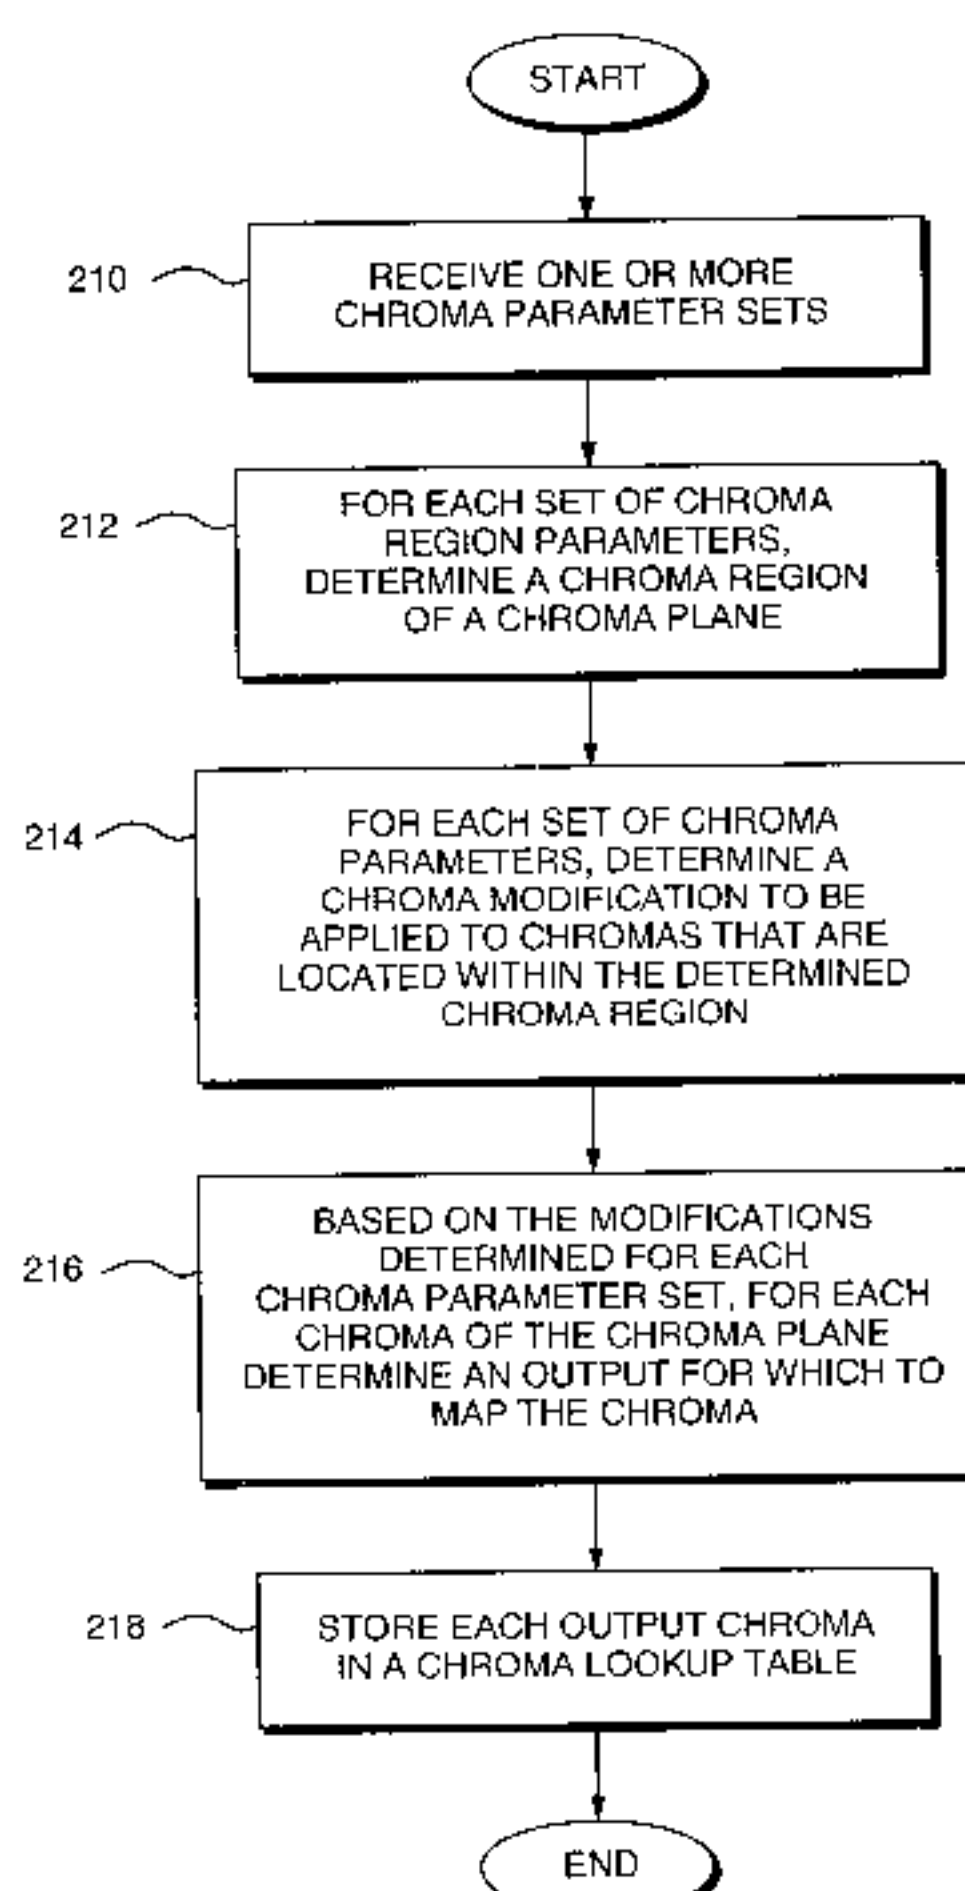 START
210
RECEIVE ONE OR MORE
CHROMA PARAMETER SETS
212
FOR EACH SET OF CHROMA
REGION PARAMETERS,
DETERMINE A CHROMA REGION
OF A CHROMA PLANE
214
FOR EACH SET OF CHROMA
PARAMETERS, DETERMINE A
CHROMA MODIFICATION TO BE
APPLIED TO CHROMAS THAT ARE
LOCATED WITHIN THE DETERMINED
CHROMA REGION
216
BASED ON THE MODIFICATIONS
DETERMINED FOR EACH
CHROMA PARAMETER SET, FOR EACH
CHROMA OF THE CHROMA PLANE
DETERMINE AN OUTPUT FOR WHICH TO
MAP THE CHROMA
218
STORE EACH OUTPUT CHROMA
IN A CHROMA LOOKUP TABLE
END